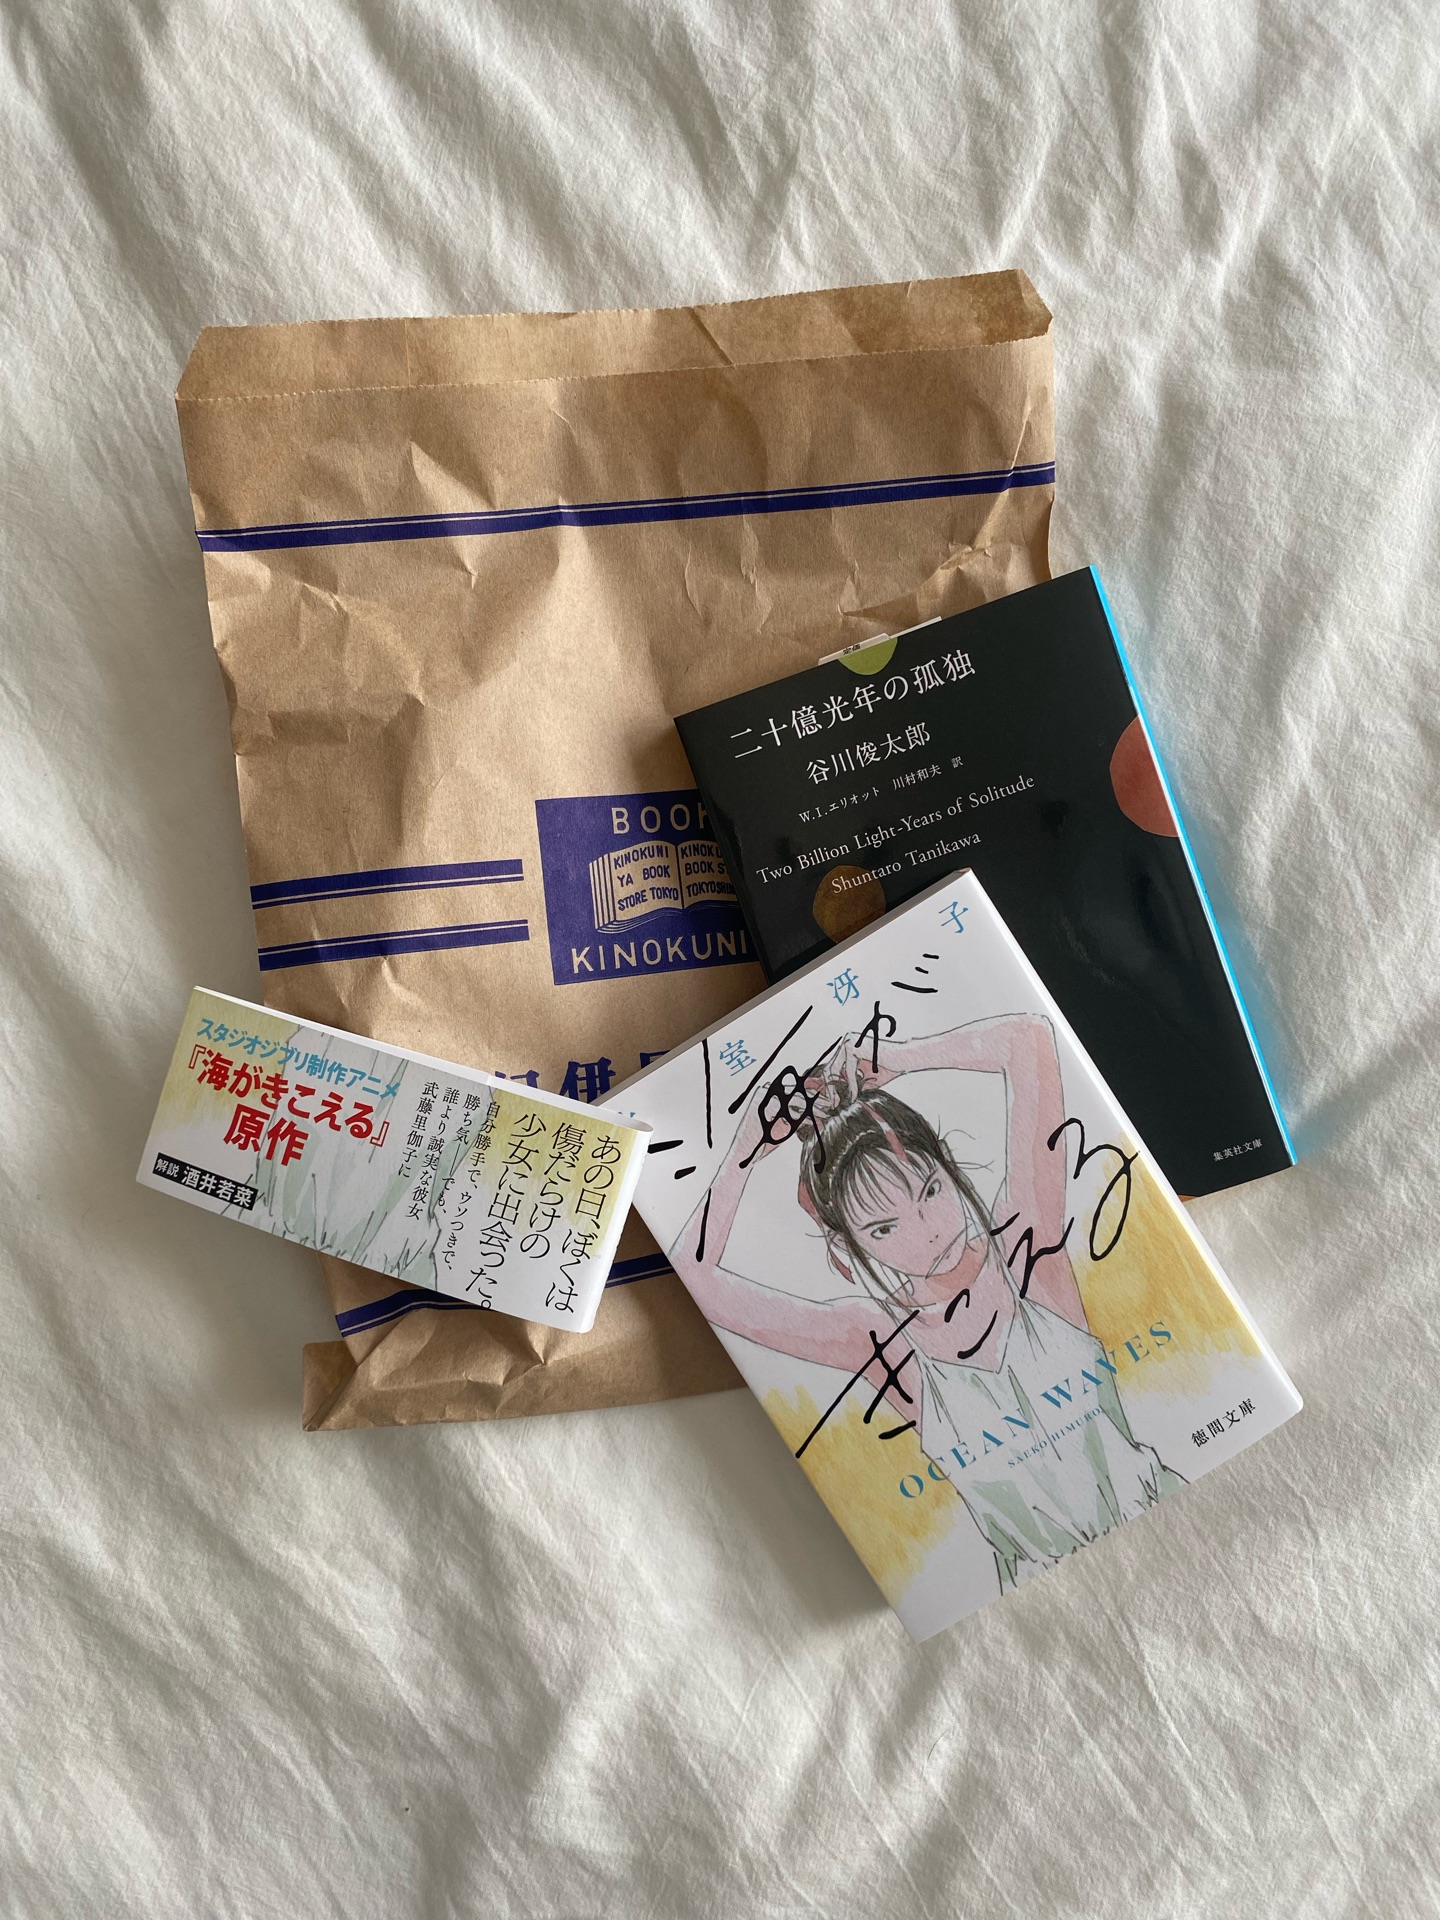 定価
二十億光年の孤独
谷川俊太郎
W.I.エリオット 川村和夫 訳
Two Billion Light-Years of Solitude
Shuntaro Tanikawa
集英社文庫
BOOK
KINOKUNI
YA BOOK
STORE TOKYO
BOOK
KINOKUNI
紀伊
スタジオジブリ制作アニメ
『海がきこえる』
原作
解説 酒井若菜
あの日、ぼくは
傷だらけの
少女に出会った。
自分勝手で、ウソつきで、
勝ち気――でも、
誰より誠実な彼女
武藤里伽子に
室冴子
海が
きこえる
OCEAN WAVES
SAEKO HIMURO
徳間文庫